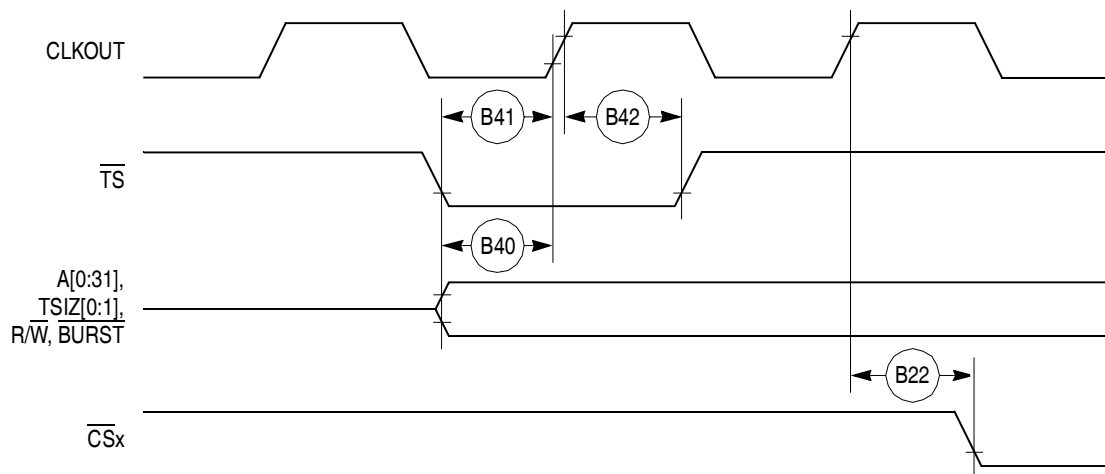 CLKOUT
B41
B42
TS
B40
A[0:31],
TSIZ[0:1],
R/W, BURST
B22
CSx